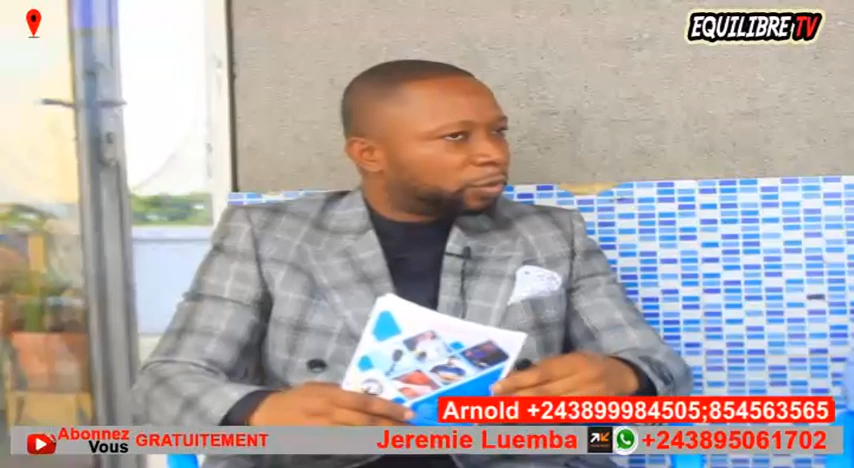 EQUILIBRE TV
Arnold +243899984505;854563565
Abonnez
Vous
GRATUITEMENT
Jeremie Luemba
+243895061702